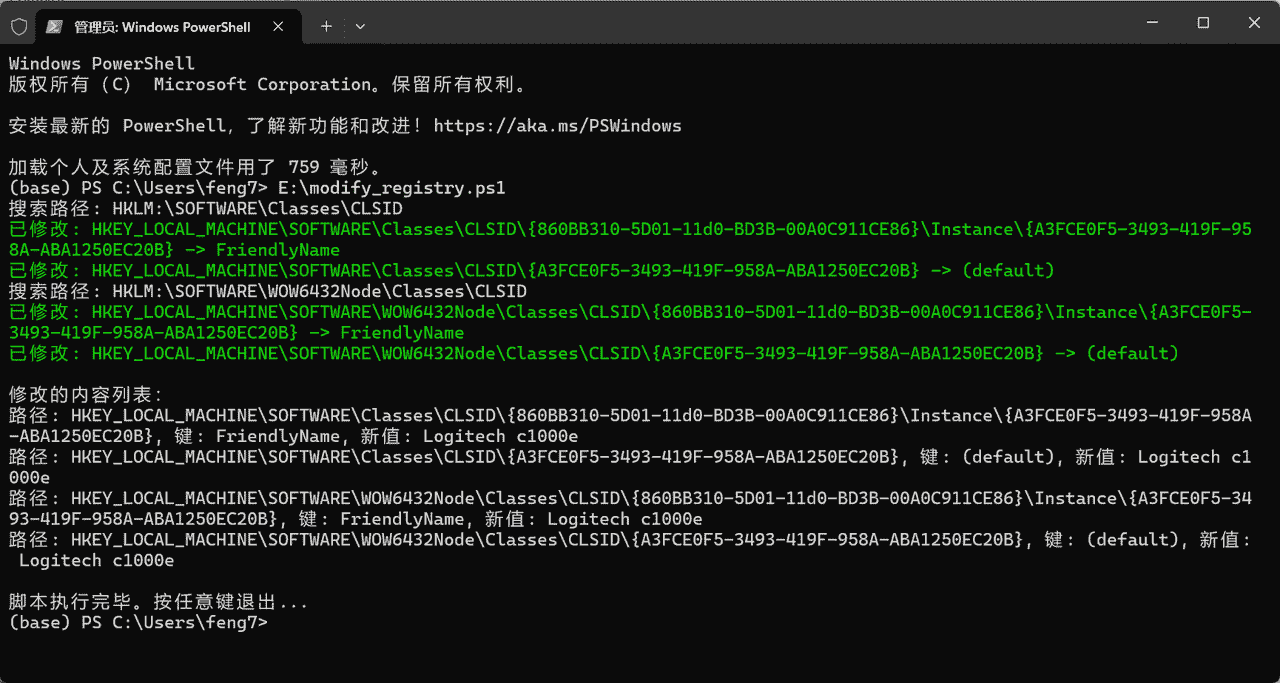 管理员: Windows PowerShell
Windows PowerShell
版权所有 (C)  Microsoft Corporation。保留所有权利。
安装最新的 PowerShell，了解新功能和改进！https://aka.ms/PSWindows
加载个人及系统配置文件用了 759 毫秒。
(base) PS C:\Users\feng7> E:\modify_registry.ps1
搜索路径: HKLM:\SOFTWARE\Classes\CLSID
已修改: HKEY_LOCAL_MACHINE\SOFTWARE\Classes\CLSID\{860BB310-5D01-11d0-BD3B-00A0C911CE86}\Instance\{A3FCE0F5-3493-419F-95
8A-ABA1250EC20B} -> FriendlyName
已修改: HKEY_LOCAL_MACHINE\SOFTWARE\Classes\CLSID\{A3FCE0F5-3493-419F-958A-ABA1250EC20B} -> (default)
搜索路径: HKLM:\SOFTWARE\WOW6432Node\Classes\CLSID
已修改: HKEY_LOCAL_MACHINE\SOFTWARE\WOW6432Node\Classes\CLSID\{860BB310-5D01-11d0-BD3B-00A0C911CE86}\Instance\{A3FCE0F5-
3493-419F-958A-ABA1250EC20B} -> FriendlyName
已修改: HKEY_LOCAL_MACHINE\SOFTWARE\WOW6432Node\Classes\CLSID\{A3FCE0F5-3493-419F-958A-ABA1250EC20B} -> (default)
修改的内容列表:
路径: HKEY_LOCAL_MACHINE\SOFTWARE\Classes\CLSID\{860BB310-5D01-11d0-BD3B-00A0C911CE86}\Instance\{A3FCE0F5-3493-419F-958A
-ABA1250EC20B}, 键: FriendlyName, 新值: Logitech c1000e
路径: HKEY_LOCAL_MACHINE\SOFTWARE\Classes\CLSID\{A3FCE0F5-3493-419F-958A-ABA1250EC20B}, 键: (default), 新值: Logitech c1
000e
路径: HKEY_LOCAL_MACHINE\SOFTWARE\WOW6432Node\Classes\CLSID\{860BB310-5D01-11d0-BD3B-00A0C911CE86}\Instance\{A3FCE0F5-34
93-419F-958A-ABA1250EC20B}, 键: FriendlyName, 新值: Logitech c1000e
路径: HKEY_LOCAL_MACHINE\SOFTWARE\WOW6432Node\Classes\CLSID\{A3FCE0F5-3493-419F-958A-ABA1250EC20B}, 键: (default), 新值:
Logitech c1000e
脚本执行完毕。按任意键退出...
(base) PS C:\Users\feng7>